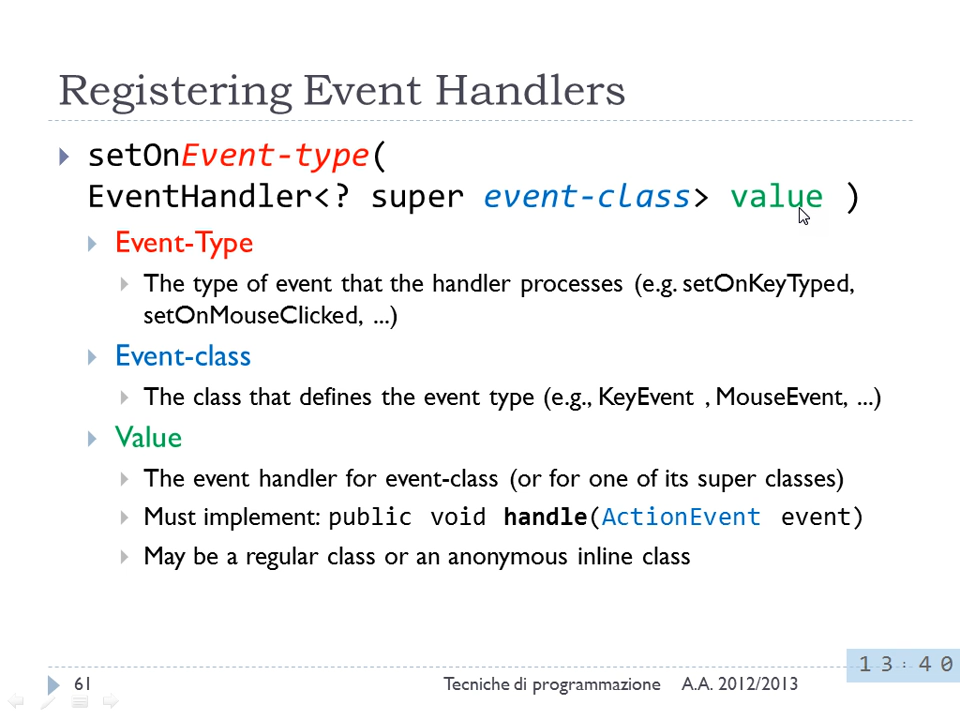 Registering Event Handlers
setOnEvent-type(
EventHandler<? super event-class> value )
Event-Type
The type of event that the handler processes (e.g. setOnKeyTyped,
setOnMouseClicked, ...)
Event-class
The class that defines the event type (e.g., KeyEvent , MouseEvent, ...)
Value
The event handler for event-class (or for one of its super classes)
Must implement: public void handle(ActionEvent event)
May be a regular class or an anonymous inline class
61 Tecniche di programmazione A.A. 2012/2013
13:40